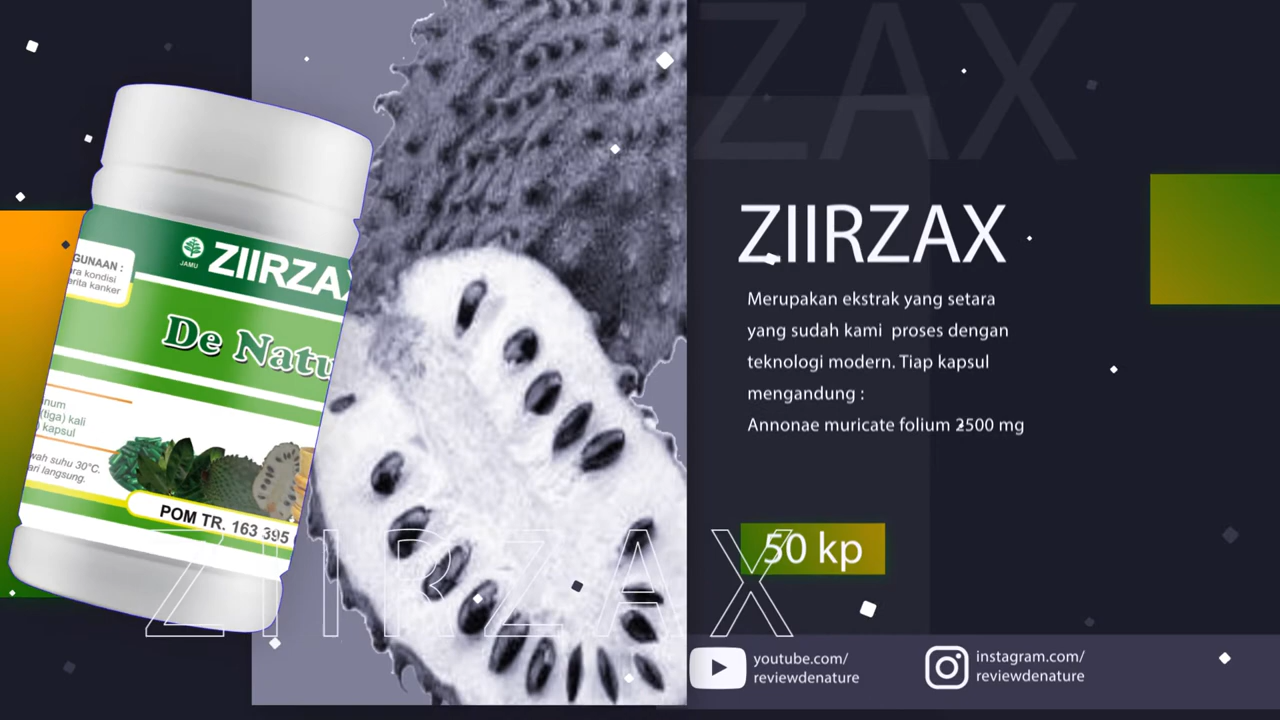 ZAX
GUNAAN :
ara kondisi
erita kanker
JAMU
ZIIRZAX
De Natu
num
(tiga) kali
kapsul
wah suhu 30°C.
ari langsung.
POM TR. 163 395
ZIIRZAX
ZIIRZAX
Merupakan ekstrak yang setara
yang sudah kami proses dengan
teknologi modern. Tiap kapsul
mengandung :
Annonae muricate folium 2500 mg
50 kp
youtube.com/
reviewdenature
instagram.com/
reviewdenature